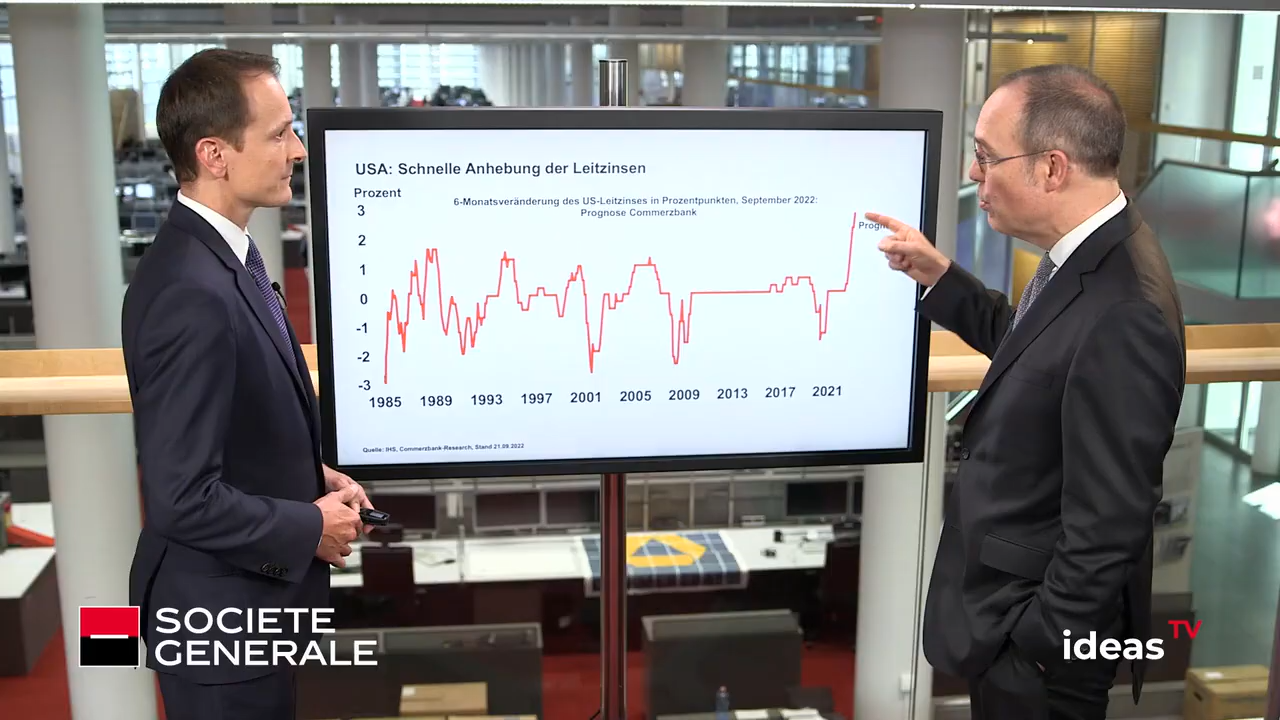 USA: Schnelle Anhebung der Leitzinsen
Prozent
6-Monatsveränderung des US-Leitzinses in Prozentpunkten, September 2022:
Prognose Commerzbank
3
2
1
0
-1
-2
-3
1985 1989 1993 1997 2001 2005 2009 2013 2017 2021
Quelle: IHS, Commerzbank-Research, Stand 21.09.2022
SOCIETE
GENERALE
ideas TV